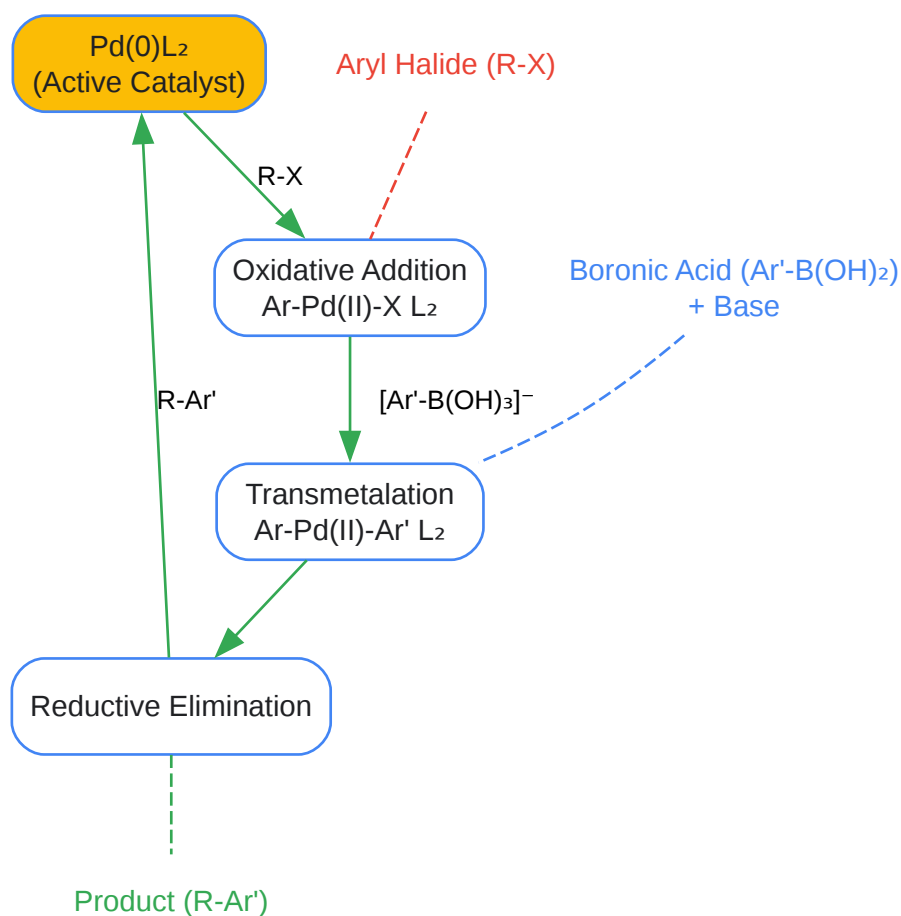 Pd(0)L₂
(Active Catalyst)
Aryl Halide (R-X)
R-X
Oxidative Addition
Ar-Pd(II)-X L₂
Boronic Acid (Ar'-B(OH)₂)
+ Base
R-Ar'
[Ar'-B(OH)₃]⁻
Transmetalation
Ar-Pd(II)-Ar' L₂
Reductive Elimination
Product (R-Ar')